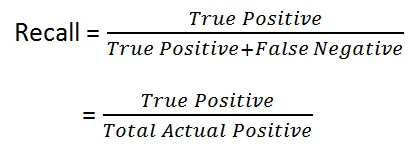 Recall = True Positive / True Positive+False Negative
= True Positive / Total Actual Positive